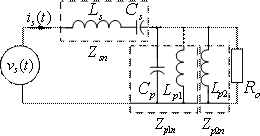 i_s(t)
L_s
C_s
Z_sn
v_s(t)
C_p
L_p1
L_p2
R_o
Z_p1n
Z_p2n